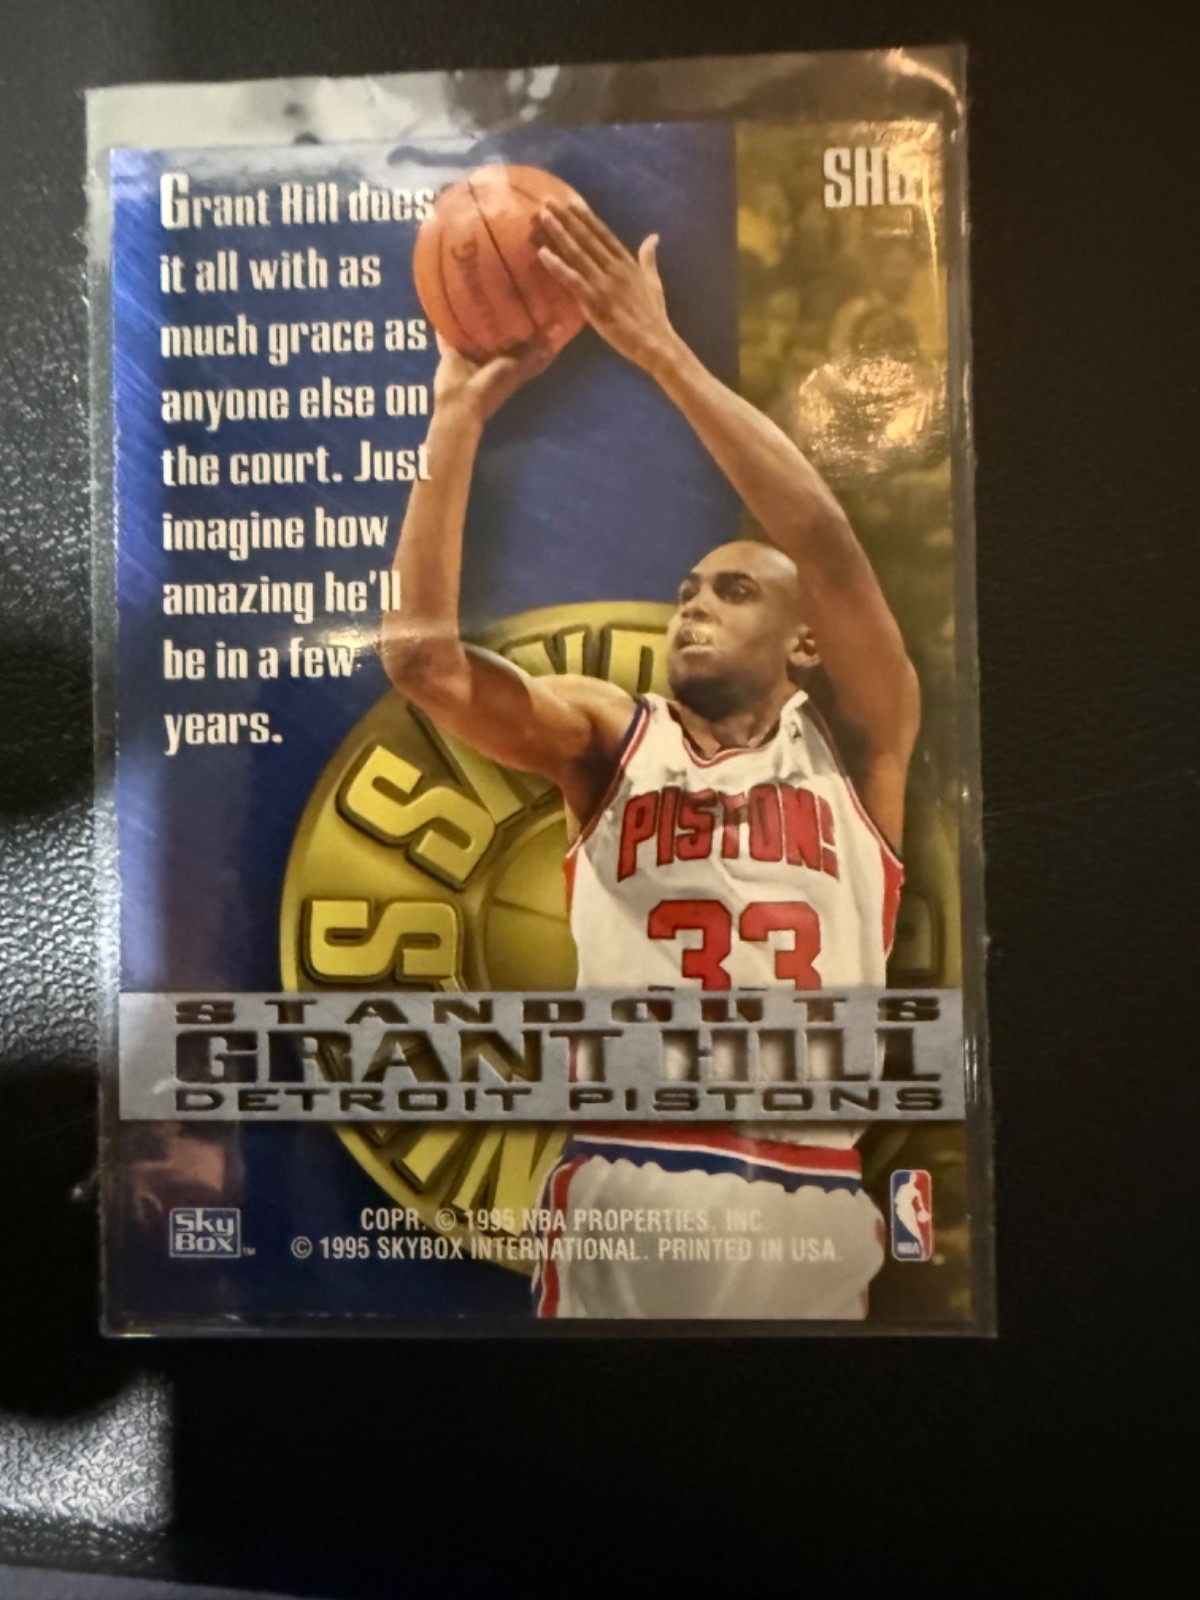 Grant Hill does
it all with as
much grace as
anyone else on
the court. Just
imagine how
amazing he'll
be in a few
years.
PISTONS
33
STANDOUTS
GRANT HILL
DETROIT PISTONS
Sky
BOX™
COPR. © 1995 NBA PROPERTIES, INC.
© 1995 SKYBOX INTERNATIONAL. PRINTED IN USA.
NBA